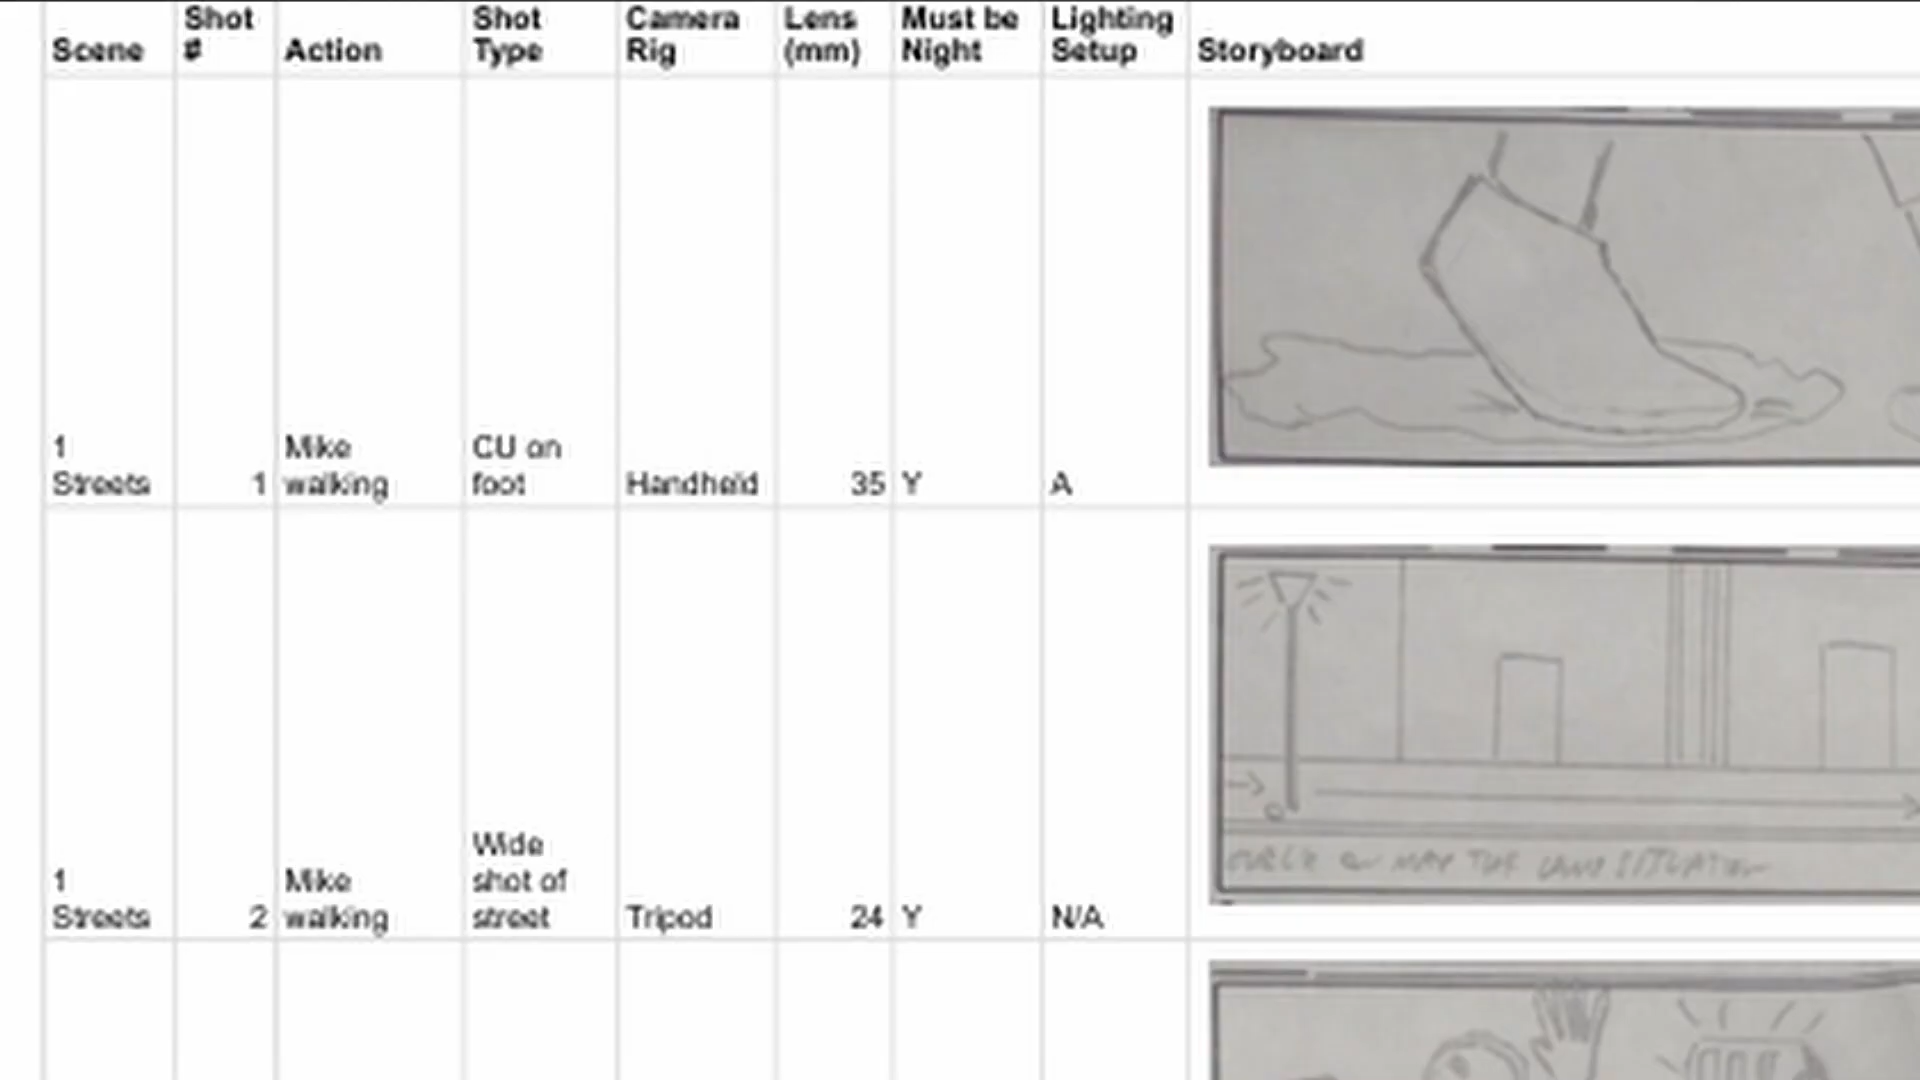 Scene
Shot #
Action
Shot Type
Camera Rig
Lens (mm)
Must be Night
Lighting Setup
Storyboard
1 Streets
1
Mike walking
CU on foot
Handheld
35
Y
A
1 Streets
2
Mike walking
Wide shot of street
Tripod
24
Y
N/A